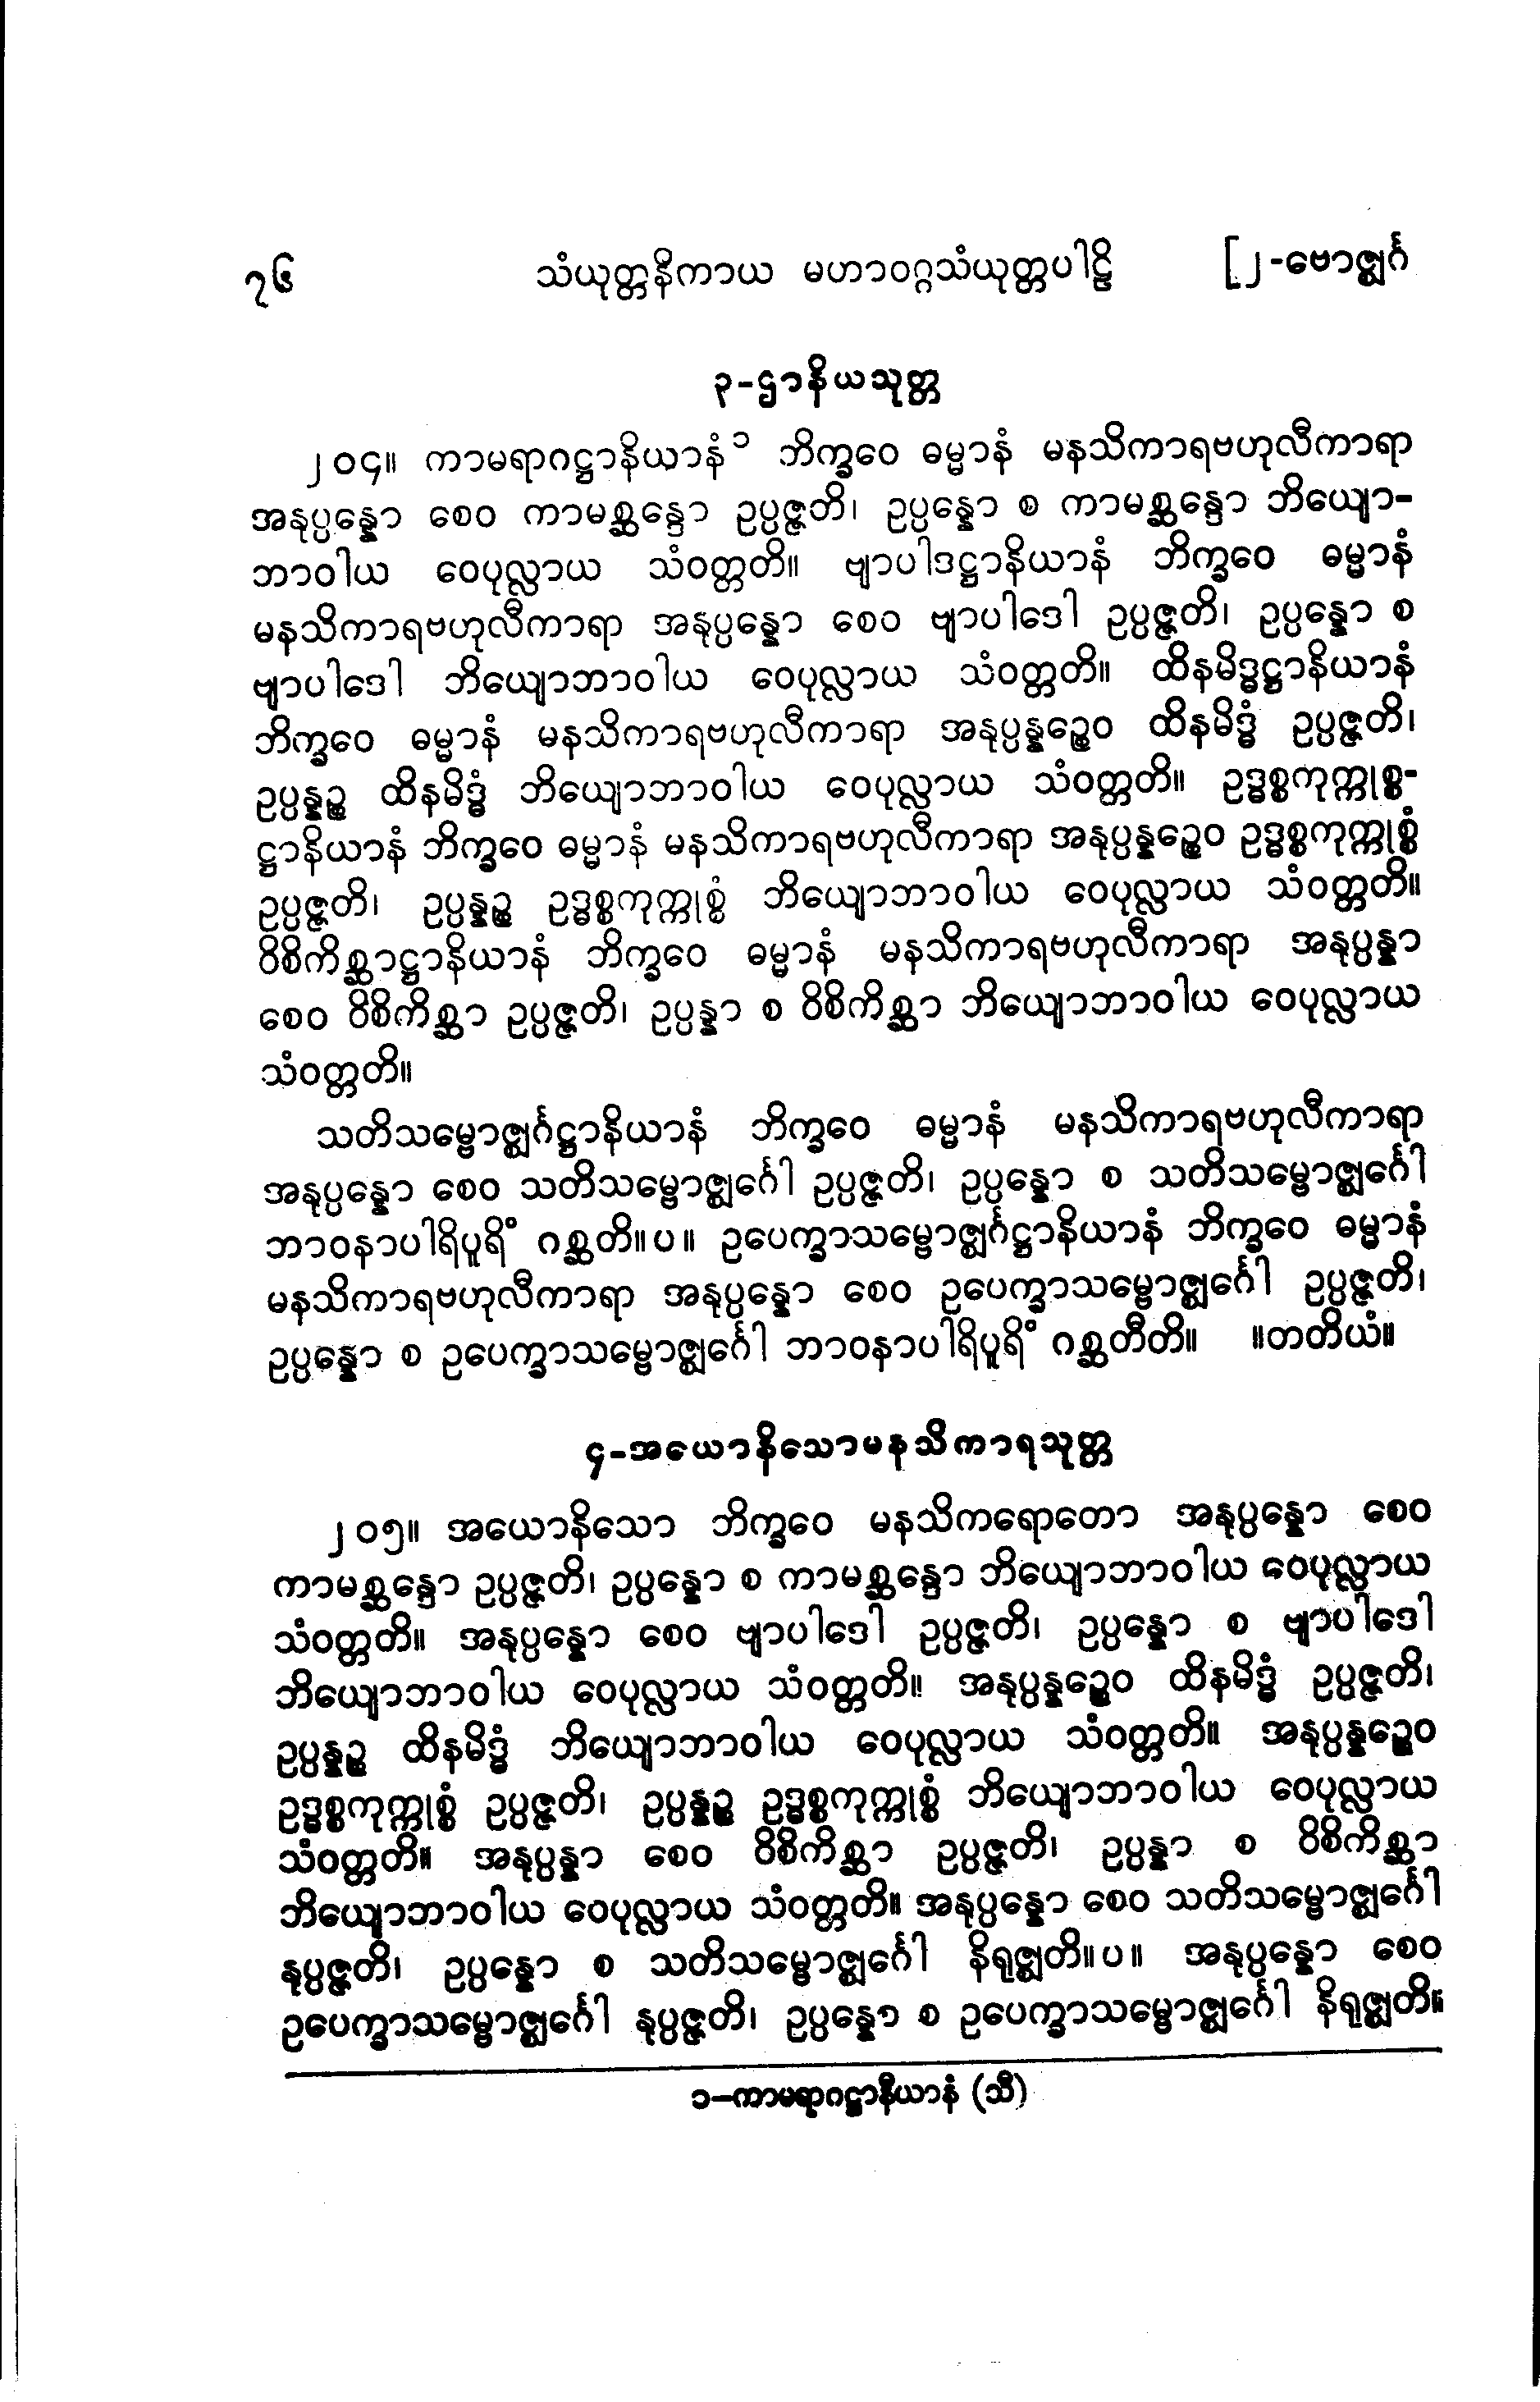 ၇၆ သံယုတ္တနိကာယ မဟာဝဂ္ဂသံယုတ္တပါဠိ [၂-ဗောဇ္ဈင်္ဂ
၃-ဌာနိယသုတ္တ
၂၀၄။ ကာမရာဂဋ္ဌာနိယာနံ၁ ဘိက္ခဝေ ဓမ္မာနံ မနသိကာရဗဟုလီကာရာ
အနုပ္ပန္နော စေဝ ကာမစ္ဆန္ဒော ဥပ္ပဇ္ဇတိ၊ ဥပ္ပန္နော စ ကာမစ္ဆန္ဒော ဘိယျော-
ဘာဝါယ ဝေပုလ္လာယ သံဝတ္တတိ။ ဗျာပါဒဋ္ဌာနိယာနံ ဘိက္ခဝေ ဓမ္မာနံ
မနသိကာရဗဟုလီကာရာ အနုပ္ပန္နော စေဝ ဗျာပါဒေါ ဥပ္ပဇ္ဇတိ၊ ဥပ္ပန္နော စ
ဗျာပါဒေါ ဘိယျောဘာဝါယ ဝေပုလ္လာယ သံဝတ္တတိ။ ထိနမိဒ္ဓဋ္ဌာနိယာနံ
ဘိက္ခဝေ ဓမ္မာနံ မနသိကာရဗဟုလီကာရာ အနုပ္ပန္နဉ္စေဝ ထိနမိဒ္ဓံ ဥပ္ပဇ္ဇတိ၊
ဥပ္ပန္နဉ္စ ထိနမိဒ္ဓံ ဘိယျောဘာဝါယ ဝေပုလ္လာယ သံဝတ္တတိ။ ဥဒ္ဓစ္စကုက္ကုစ္စ-
ဋ္ဌာနိယာနံ ဘိက္ခဝေ ဓမ္မာနံ မနသိကာရဗဟုလီကာရာ အနုပ္ပန္နဉ္စေဝ ဥဒ္ဓစ္စကုက္ကုစ္စံ
ဥပ္ပဇ္ဇတိ၊ ဥပ္ပန္နဉ္စ ဥဒ္ဓစ္စကုက္ကုစ္စံ ဘိယျောဘာဝါယ ဝေပုလ္လာယ သံဝတ္တတိ။
ဝိစိကိစ္ဆာဋ္ဌာနိယာနံ ဘိက္ခဝေ ဓမ္မာနံ မနသိကာရဗဟုလီကာရာ အနုပ္ပန္နာ
စေဝ ဝိစိကိစ္ဆာ ဥပ္ပဇ္ဇတိ၊ ဥပ္ပန္နာ စ ဝိစိကိစ္ဆာ ဘိယျောဘာဝါယ ဝေပုလ္လာယ
သံဝတ္တတိ။
သတိသမ္ဗောဇ္ဈင်္ဂဋ္ဌာနိယာနံ ဘိက္ခဝေ ဓမ္မာနံ မနသိကာရဗဟုလီကာရာ
အနုပ္ပန္နော စေဝ သတိသမ္ဗောဇ္ဈင်္ဂေါ ဥပ္ပဇ္ဇတိ၊ ဥပ္ပန္နော စ သတိသမ္ဗောဇ္ဈင်္ဂေါ
ဘာဝနာပါရိပူရိံ ဂစ္ဆတိ။ပ။ ဥပေက္ခာသမ္ဗောဇ္ဈင်္ဂဋ္ဌာနိယာနံ ဘိက္ခဝေ ဓမ္မာနံ
မနသိကာရဗဟုလီကာရာ အနုပ္ပန္နော စေဝ ဥပေက္ခာသမ္ဗောဇ္ဈင်္ဂေါ ဥပ္ပဇ္ဇတိ၊
ဥပ္ပန္နော စ ဥပေက္ခာသမ္ဗောဇ္ဈင်္ဂေါ ဘာဝနာပါရိပူရိံ ဂစ္ဆတီတိ။ ။တတိယံ။
၄-အယောနိသောမနသိကာရသုတ္တ
၂၀၅။ အယောနိသော ဘိက္ခဝေ မနသိကရောတော အနုပ္ပန္နော စေဝ
ကာမစ္ဆန္ဒော ဥပ္ပဇ္ဇတိ၊ ဥပ္ပန္နော စ ကာမစ္ဆန္ဒော ဘိယျောဘာဝါယ ဝေပုလ္လာယ
သံဝတ္တတိ။ အနုပ္ပန္နော စေဝ ဗျာပါဒေါ ဥပ္ပဇ္ဇတိ၊ ဥပ္ပန္နော စ ဗျာပါဒေါ
ဘိယျောဘာဝါယ ဝေပုလ္လာယ သံဝတ္တတိ။ အနုပ္ပန္နဉ္စေဝ ထိနမိဒ္ဓံ ဥပ္ပဇ္ဇတိ၊
ဥပ္ပန္နဉ္စ ထိနမိဒ္ဓံ ဘိယျောဘာဝါယ ဝေပုလ္လာယ သံဝတ္တတိ။ အနုပ္ပန္နဉ္စေဝ
ဥဒ္ဓစ္စကုက္ကုစ္စံ ဥပ္ပဇ္ဇတိ၊ ဥပ္ပန္နဉ္စ ဥဒ္ဓစ္စကုက္ကုစ္စံ ဘိယျောဘာဝါယ ဝေပုလ္လာယ
သံဝတ္တတိ။ အနုပ္ပန္နာ စေဝ ဝိစိကိစ္ဆာ ဥပ္ပဇ္ဇတိ၊ ဥပ္ပန္နာ စ ဝိစိကိစ္ဆာ
ဘိယျောဘာဝါယ ဝေပုလ္လာယ သံဝတ္တတိ။ အနုပ္ပန္နော စေဝ သတိသမ္ဗောဇ္ဈင်္ဂေါ
နုပ္ပဇ္ဇတိ၊ ဥပ္ပန္နော စ သတိသမ္ဗောဇ္ဈင်္ဂေါ နိရုဇ္ဈတိ။ပ။ အနုပ္ပန္နော စေဝ
ဥပေက္ခာသမ္ဗောဇ္ဈင်္ဂေါ နုပ္ပဇ္ဇတိ၊ ဥပ္ပန္နော စ ဥပေက္ခာသမ္ဗောဇ္ဈင်္ဂေါ နိရုဇ္ဈတိ။
၁–ကာမရာဂဋ္ဌာနီယာနံ (သီ)